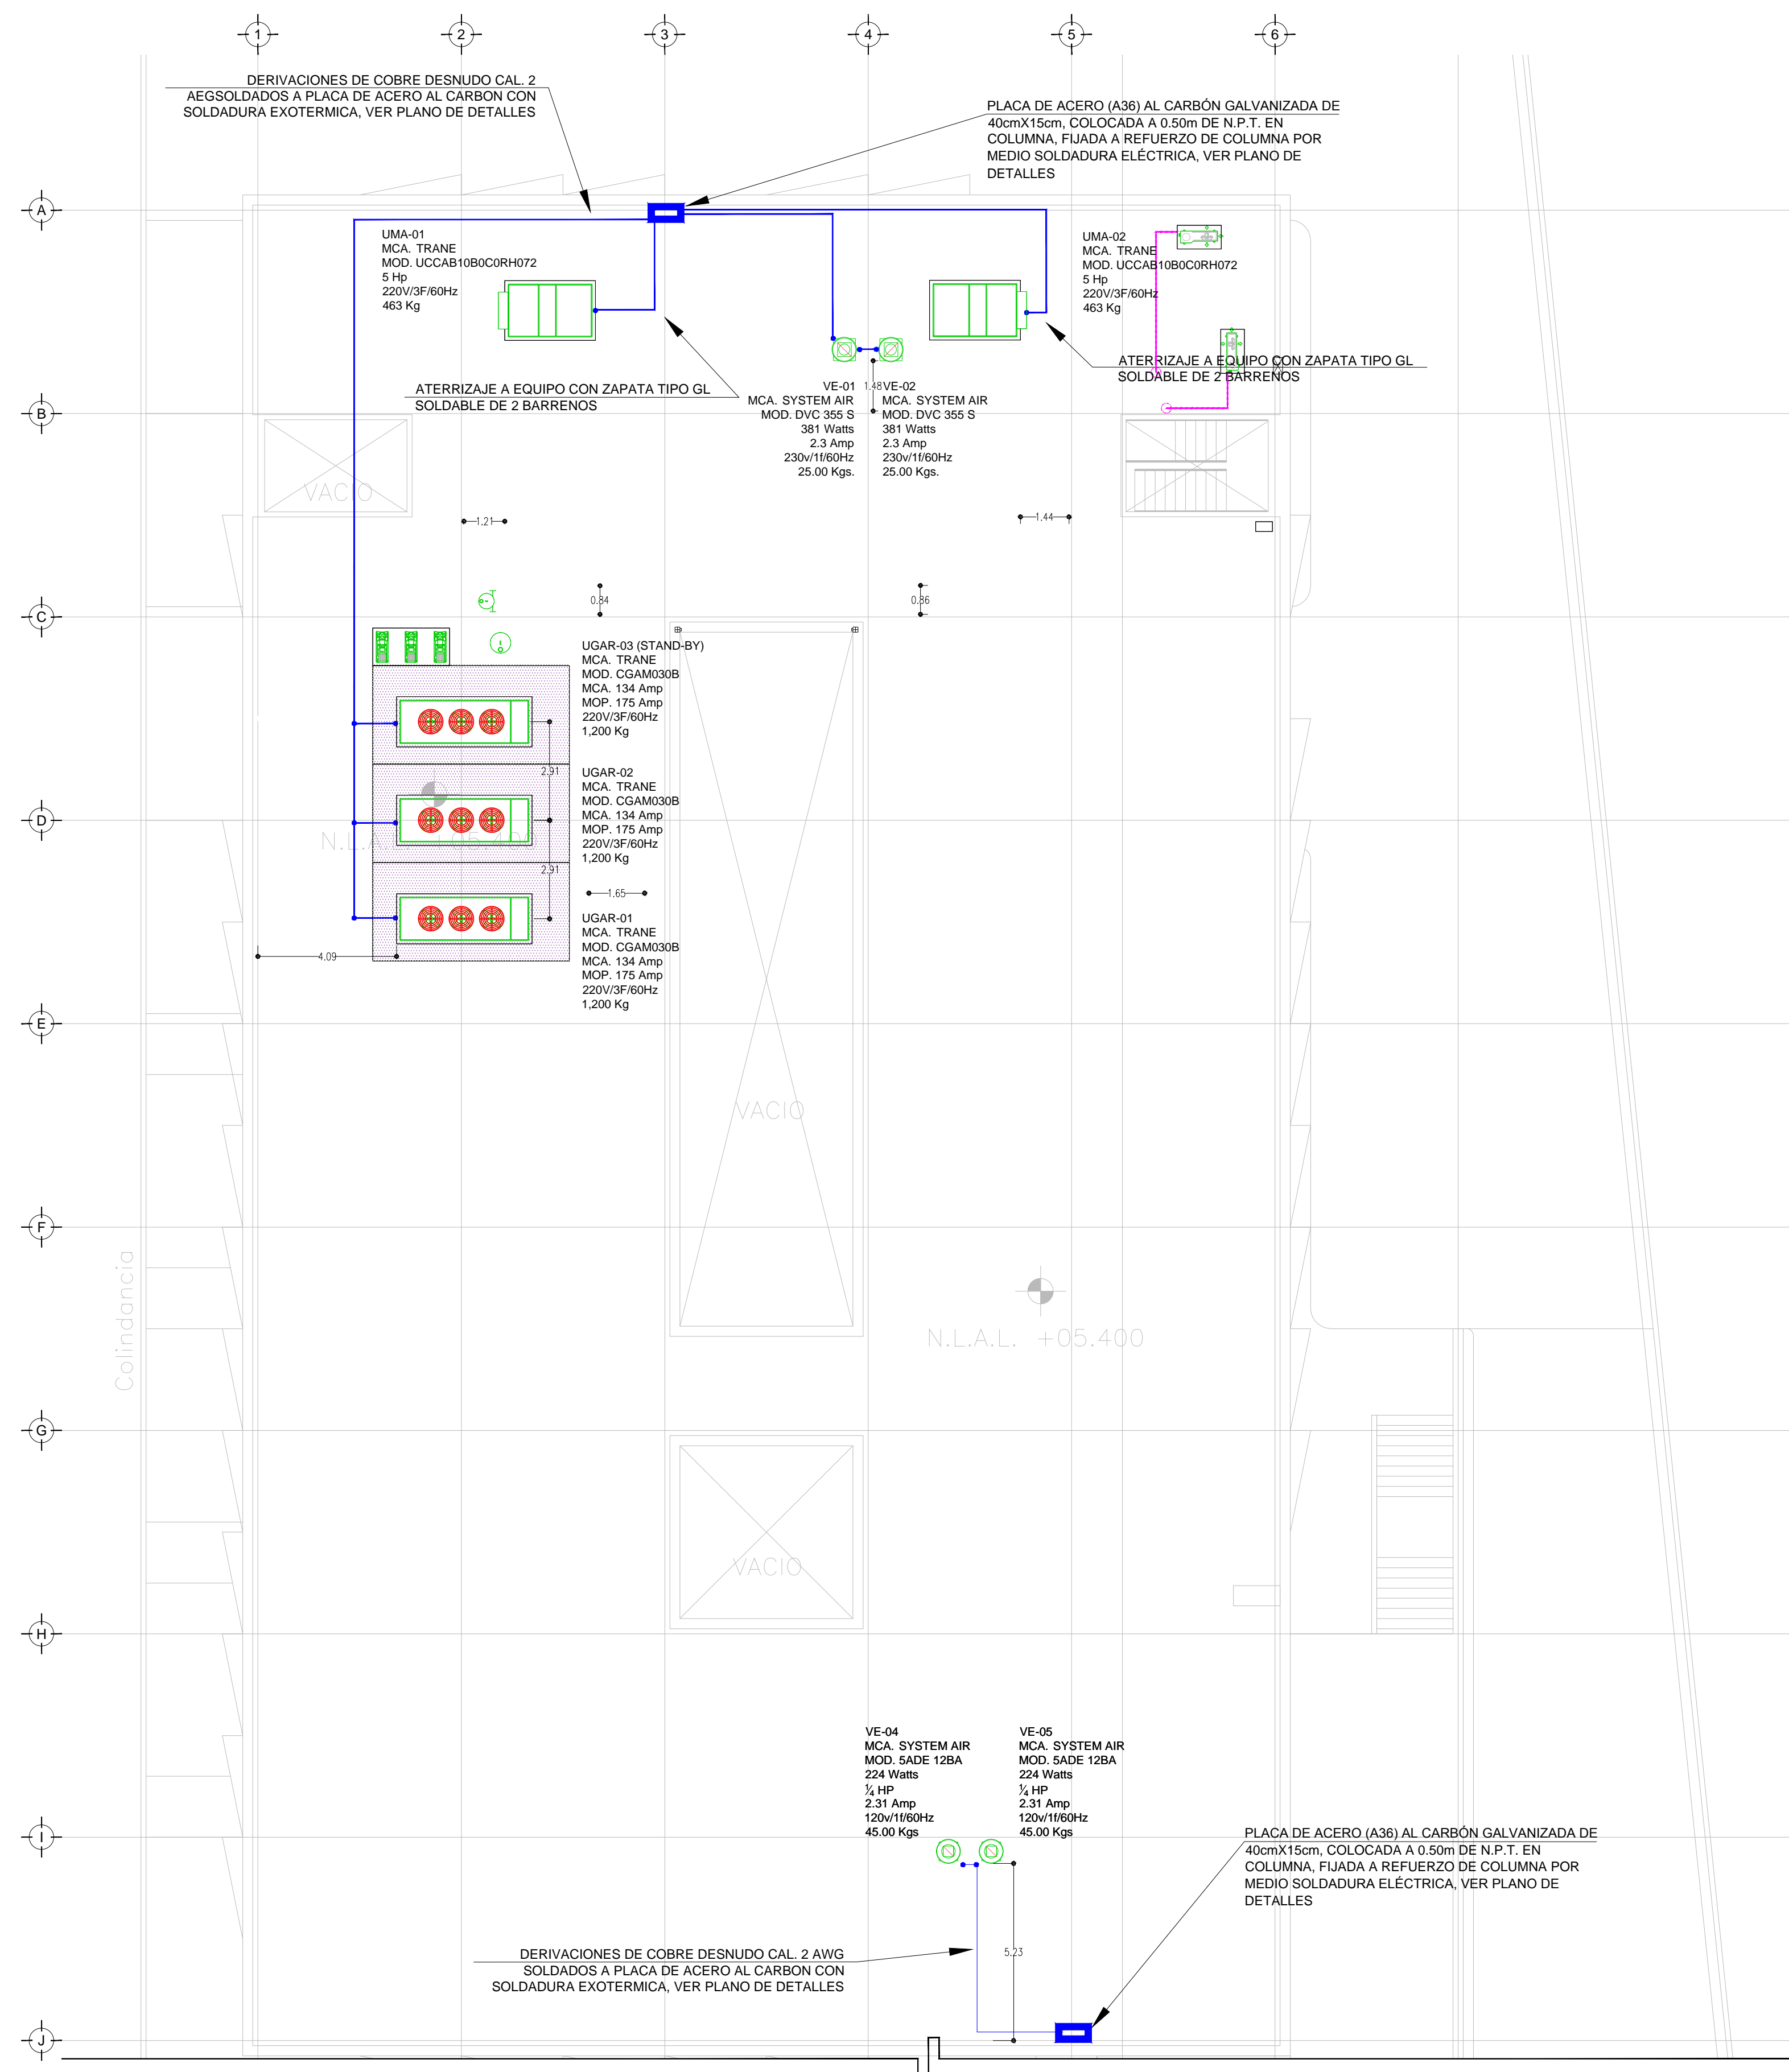 1
2
3
4
5
6
DERIVACIONES DE COBRE DESNUDO CAL. 2
AEGSOLDADOS A PLACA DE ACERO AL CARBON CON
SOLDADURA EXOTERMICA, VER PLANO DE DETALLES
PLACA DE ACERO (A36) AL CARBÓN GALVANIZADA DE
40cmX15cm, COLOCADA A 0.50m DE N.P.T. EN
COLUMNA, FIJADA A REFUERZO DE COLUMNA POR
MEDIO SOLDADURA ELÉCTRICA, VER PLANO DE
DETALLES
A
UMA-01
MCA. TRANE
MOD. UCCAB10B0C0RH072
5 Hp
220V/3F/60Hz
463 Kg
UMA-02
MCA. TRANE
MOD. UCCAB10B0C0RH072
5 Hp
220V/3F/60Hz
463 Kg
ATERRIZAJE A EQUIPO CON ZAPATA TIPO GL
SOLDABLE DE 2 BARRENOS
ATERRIZAJE A EQUIPO CON ZAPATA TIPO GL
SOLDABLE DE 2 BARRENOS
VE-01
MCA. SYSTEM AIR
MOD. DVC 355 S
381 Watts
2.3 Amp
230v/1f/60Hz
25.00 Kgs.
1.48
VE-02
MCA. SYSTEM AIR
MOD. DVC 355 S
381 Watts
2.3 Amp
230v/1f/60Hz
25.00 Kgs.
B
VACIO
1.21
1.44
0.84
0.86
C
UGAR-03 (STAND-BY)
MCA. TRANE
MOD. CGAM030B
MCA. 134 Amp
MOP. 175 Amp
220V/3F/60Hz
1,200 Kg
2.91
UGAR-02
MCA. TRANE
MOD. CGAM030B
MCA. 134 Amp
MOP. 175 Amp
220V/3F/60Hz
1,200 Kg
D
N.L.A.L. +05.400
2.91
1.65
UGAR-01
MCA. TRANE
MOD. CGAM030B
MCA. 134 Amp
MOP. 175 Amp
220V/3F/60Hz
1,200 Kg
4.09
E
VACIO
F
Colindancia
N.L.A.L. +05.400
G
VACIO
H
VE-04
MCA. SYSTEM AIR
MOD. 5ADE 12BA
224 Watts
¼ HP
2.31 Amp
120v/1f/60Hz
45.00 Kgs
VE-05
MCA. SYSTEM AIR
MOD. 5ADE 12BA
224 Watts
¼ HP
2.31 Amp
120v/1f/60Hz
45.00 Kgs
I
PLACA DE ACERO (A36) AL CARBÓN GALVANIZADA DE
40cmX15cm, COLOCADA A 0.50m DE N.P.T. EN
COLUMNA, FIJADA A REFUERZO DE COLUMNA POR
MEDIO SOLDADURA ELÉCTRICA, VER PLANO DE
DETALLES
5.23
DERIVACIONES DE COBRE DESNUDO CAL. 2 AWG
SOLDADOS A PLACA DE ACERO AL CARBON CON
SOLDADURA EXOTERMICA, VER PLANO DE DETALLES
J